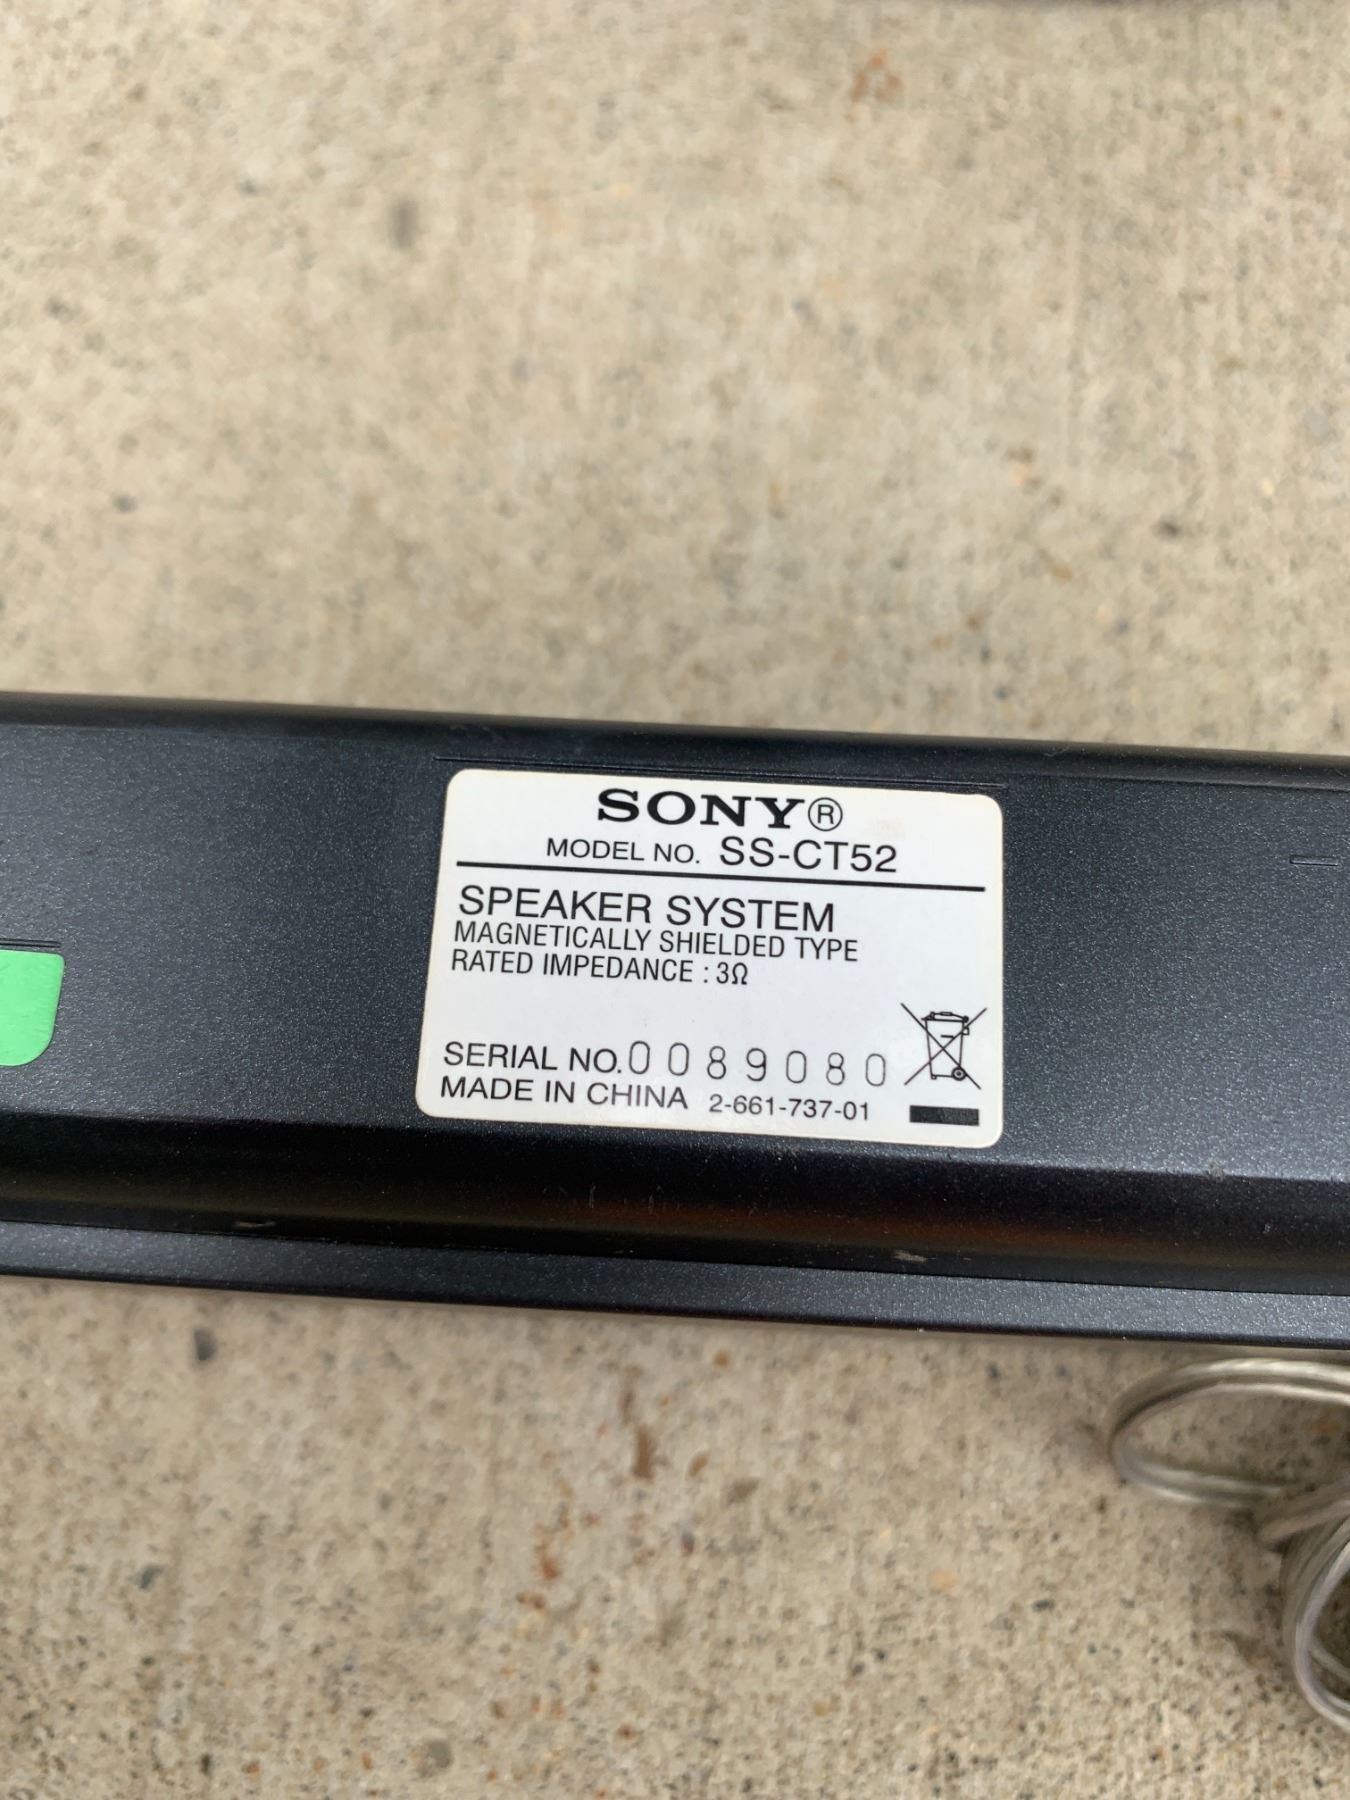 SONY®
MODEL NO. SS-CT52
SPEAKER SYSTEM
MAGNETICALLY SHIELDED TYPE
RATED IMPEDANCE : 3Ω
SERIAL NO. 0089080
MADE IN CHINA 2-661-737-01